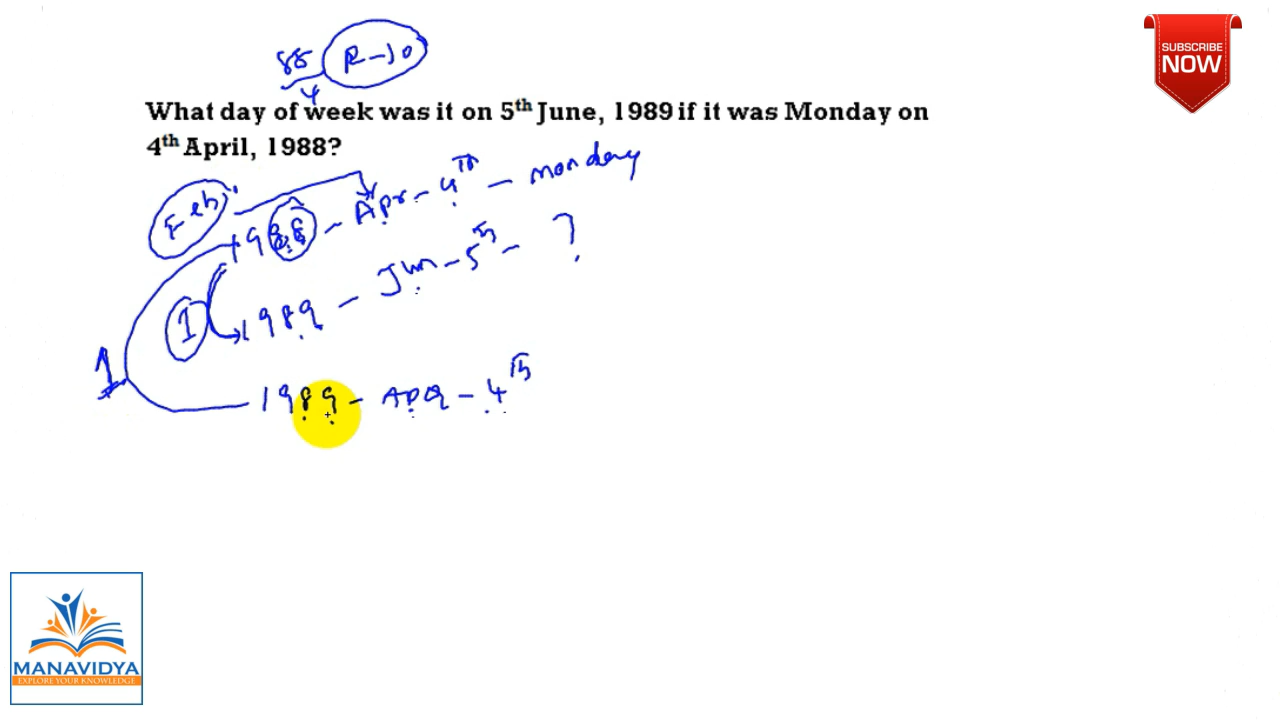 88 R-10
4
SUBSCRIBE
NOW
What day of week was it on 5th June, 1989 if it was Monday on
4th April, 1988?
Feb 1988 - Apr - 4th - monday
1 1989 - Jun - 5th - ?
1 1989 - APR - 4th
MANAVIDYA
EXPLORE YOUR KNOWLEDGE